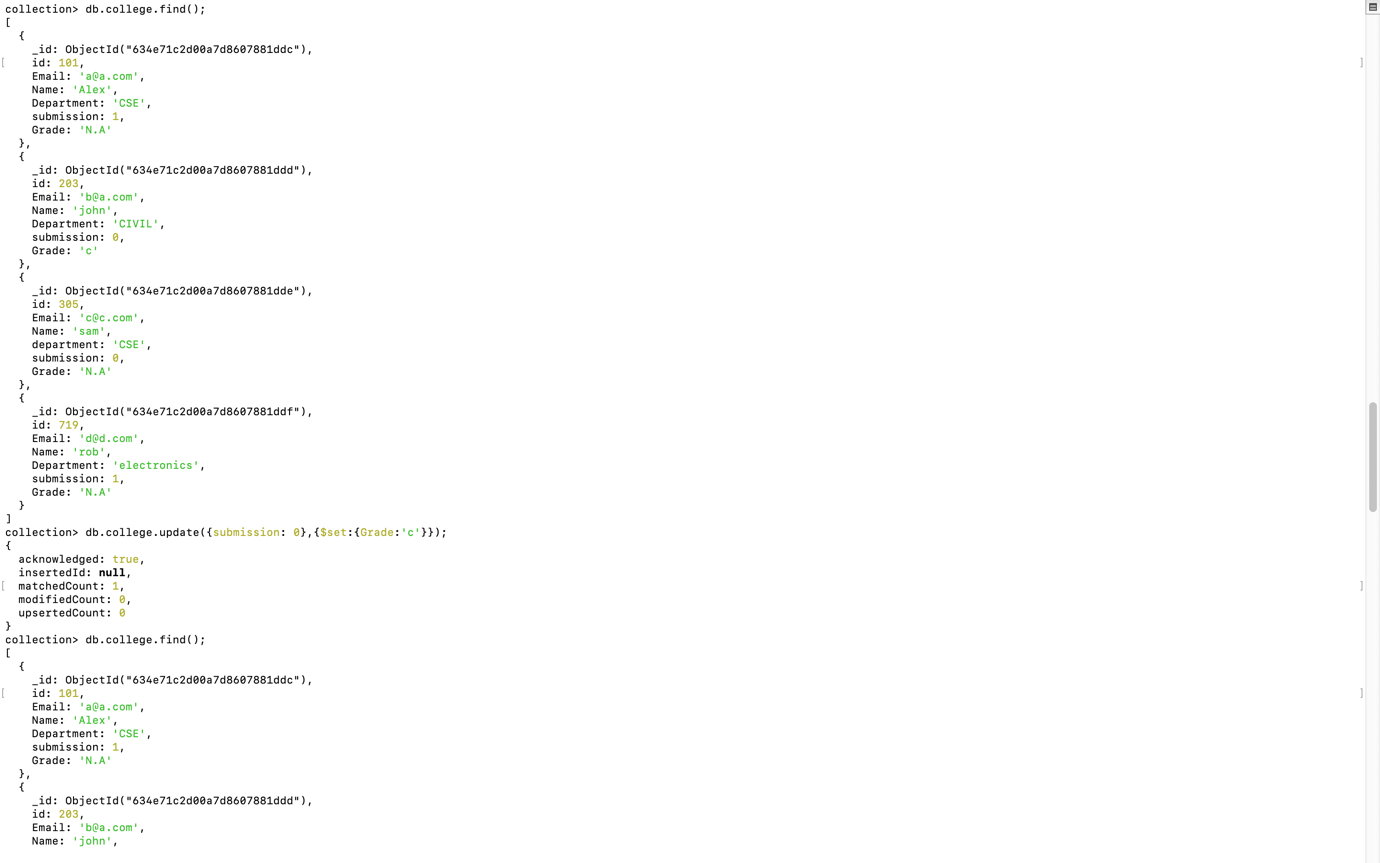 collection> db.college.find();
[
  {
    _id: ObjectId("634e71c2d00a7d8607881ddc"),
    id: 101,
    Email: 'a@a.com',
    Name: 'Alex',
    Department: 'CSE',
    submission: 1,
    Grade: 'N.A'
  },
  {
    _id: ObjectId("634e71c2d00a7d8607881ddd"),
    id: 203,
    Email: 'b@a.com',
    Name: 'john',
    Department: 'CIVIL',
    submission: 0,
    Grade: 'c'
  },
  {
    _id: ObjectId("634e71c2d00a7d8607881dde"),
    id: 305,
    Email: 'c@c.com',
    Name: 'sam',
    department: 'CSE',
    submission: 0,
    Grade: 'N.A'
  },
  {
    _id: ObjectId("634e71c2d00a7d8607881ddf"),
    id: 719,
    Email: 'd@d.com',
    Name: 'rob',
    Department: 'electronics',
    submission: 1,
    Grade: 'N.A'
  }
]
collection> db.college.update({submission: 0},{$set:{Grade:'c'}});
{
  acknowledged: true,
  insertedId: null,
  matchedCount: 1,
  modifiedCount: 0,
  upsertedCount: 0
}
collection> db.college.find();
[
  {
    _id: ObjectId("634e71c2d00a7d8607881ddc"),
    id: 101,
    Email: 'a@a.com',
    Name: 'Alex',
    Department: 'CSE',
    submission: 1,
    Grade: 'N.A'
  },
  {
    _id: ObjectId("634e71c2d00a7d8607881ddd"),
    id: 203,
    Email: 'b@a.com',
    Name: 'john',